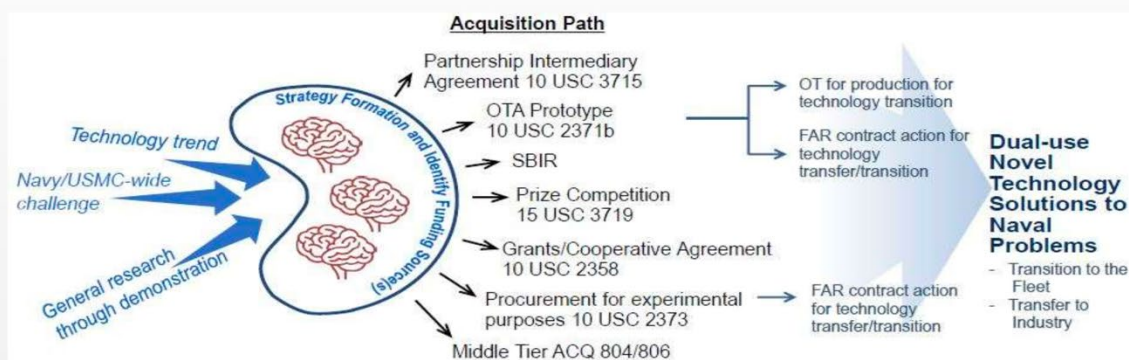 Acquisition Path
Technology trend
Navy/USMC-wide
challenge
General research
through demonstration
Strategy Formation and Identify Funding Source(s)
Partnership Intermediary
Agreement 10 USC 3715
OTA Prototype
10 USC 2371b
SBIR
Prize Competition
15 USC 3719
Grants/Cooperative Agreement
10 USC 2358
Procurement for experimental
purposes 10 USC 2373
Middle Tier ACQ 804/806
OT for production for
technology transition
FAR contract action for
technology
transfer/transition
FAR contract action
for technology
transfer/transition
Dual-use
Novel
Technology
Solutions to
Naval
Problems
- Transition to the
Fleet
- Transfer to
Industry